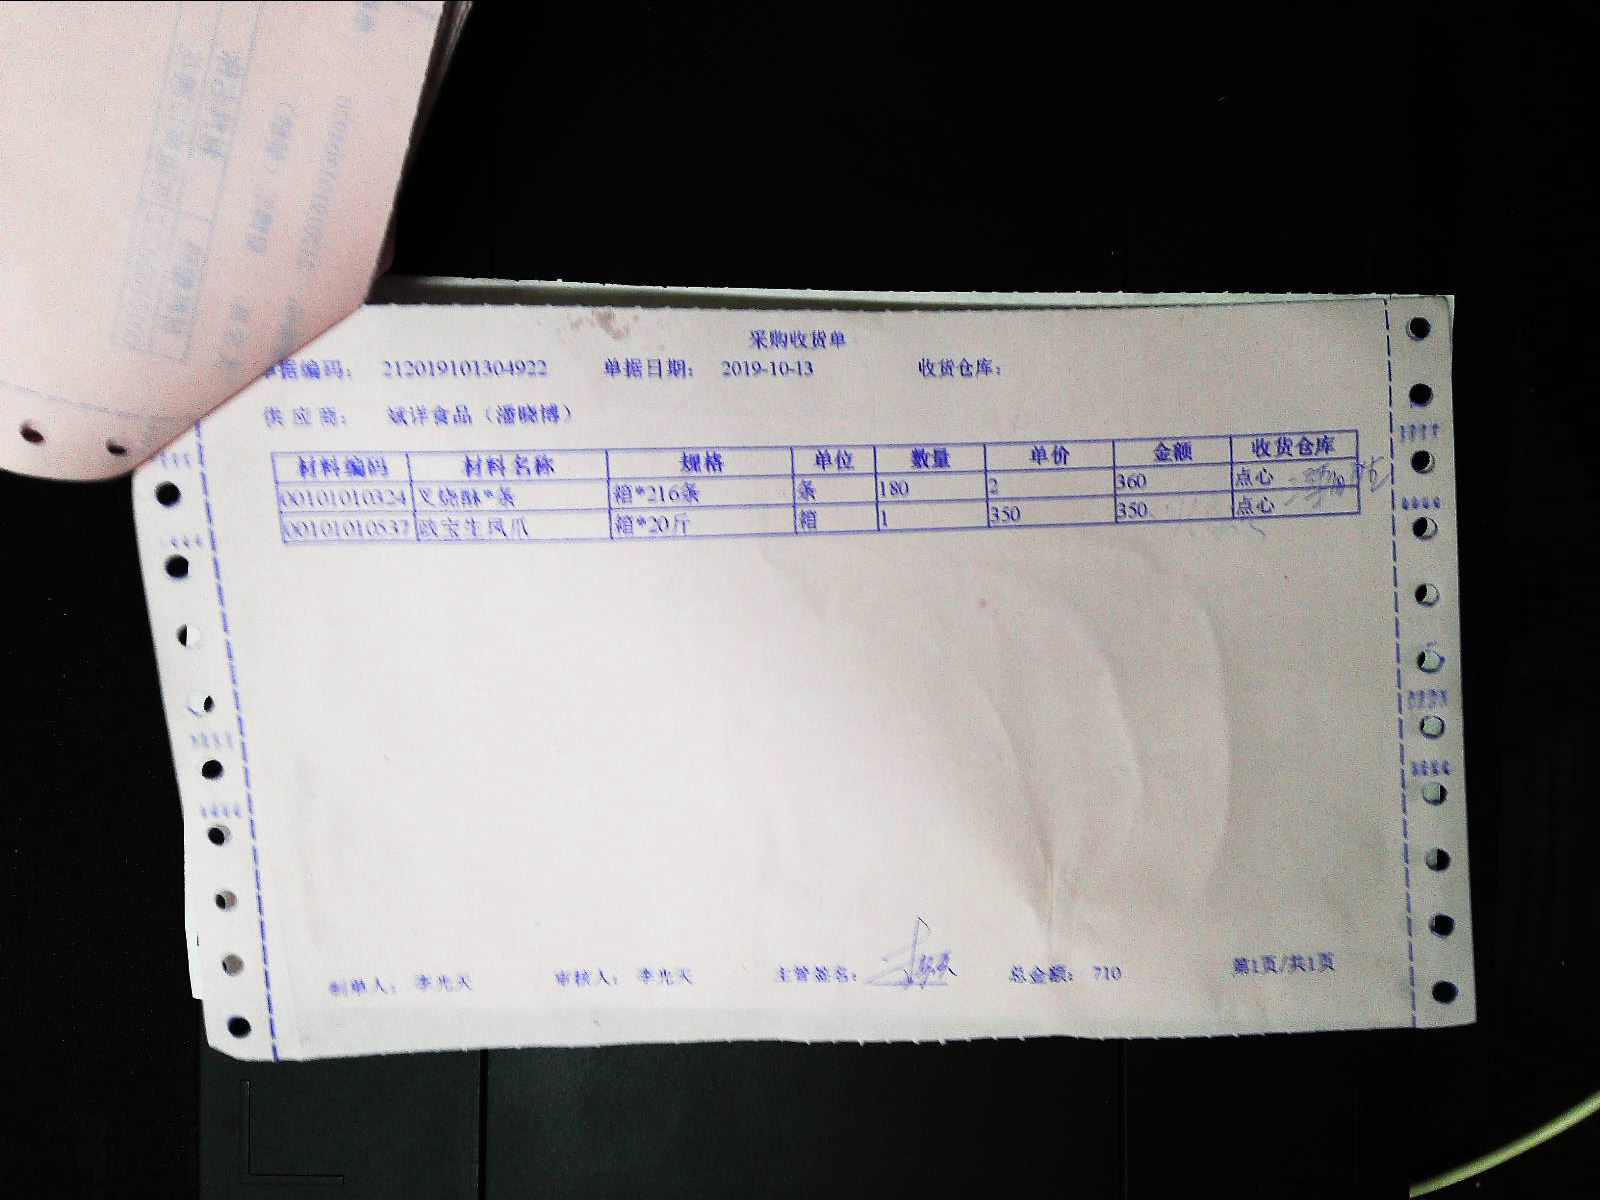 采购收货单
单据编码: 212019101304922 单据日期: 2019-10-13 收货仓库:
供应商: 斌洋食品(潘晓博)
材料编码 材料名称 规格 单位 数量 单价 金额 收货仓库
00101010324 叉烧酥*条 箱*216条 条 180 2 360 点心
00101010537 欧宝生凤爪 箱*20斤 箱 1 350 350 点心
制单人: 李光天 审核人: 李光天 主管签名: 总金额: 710 第1页/共1页